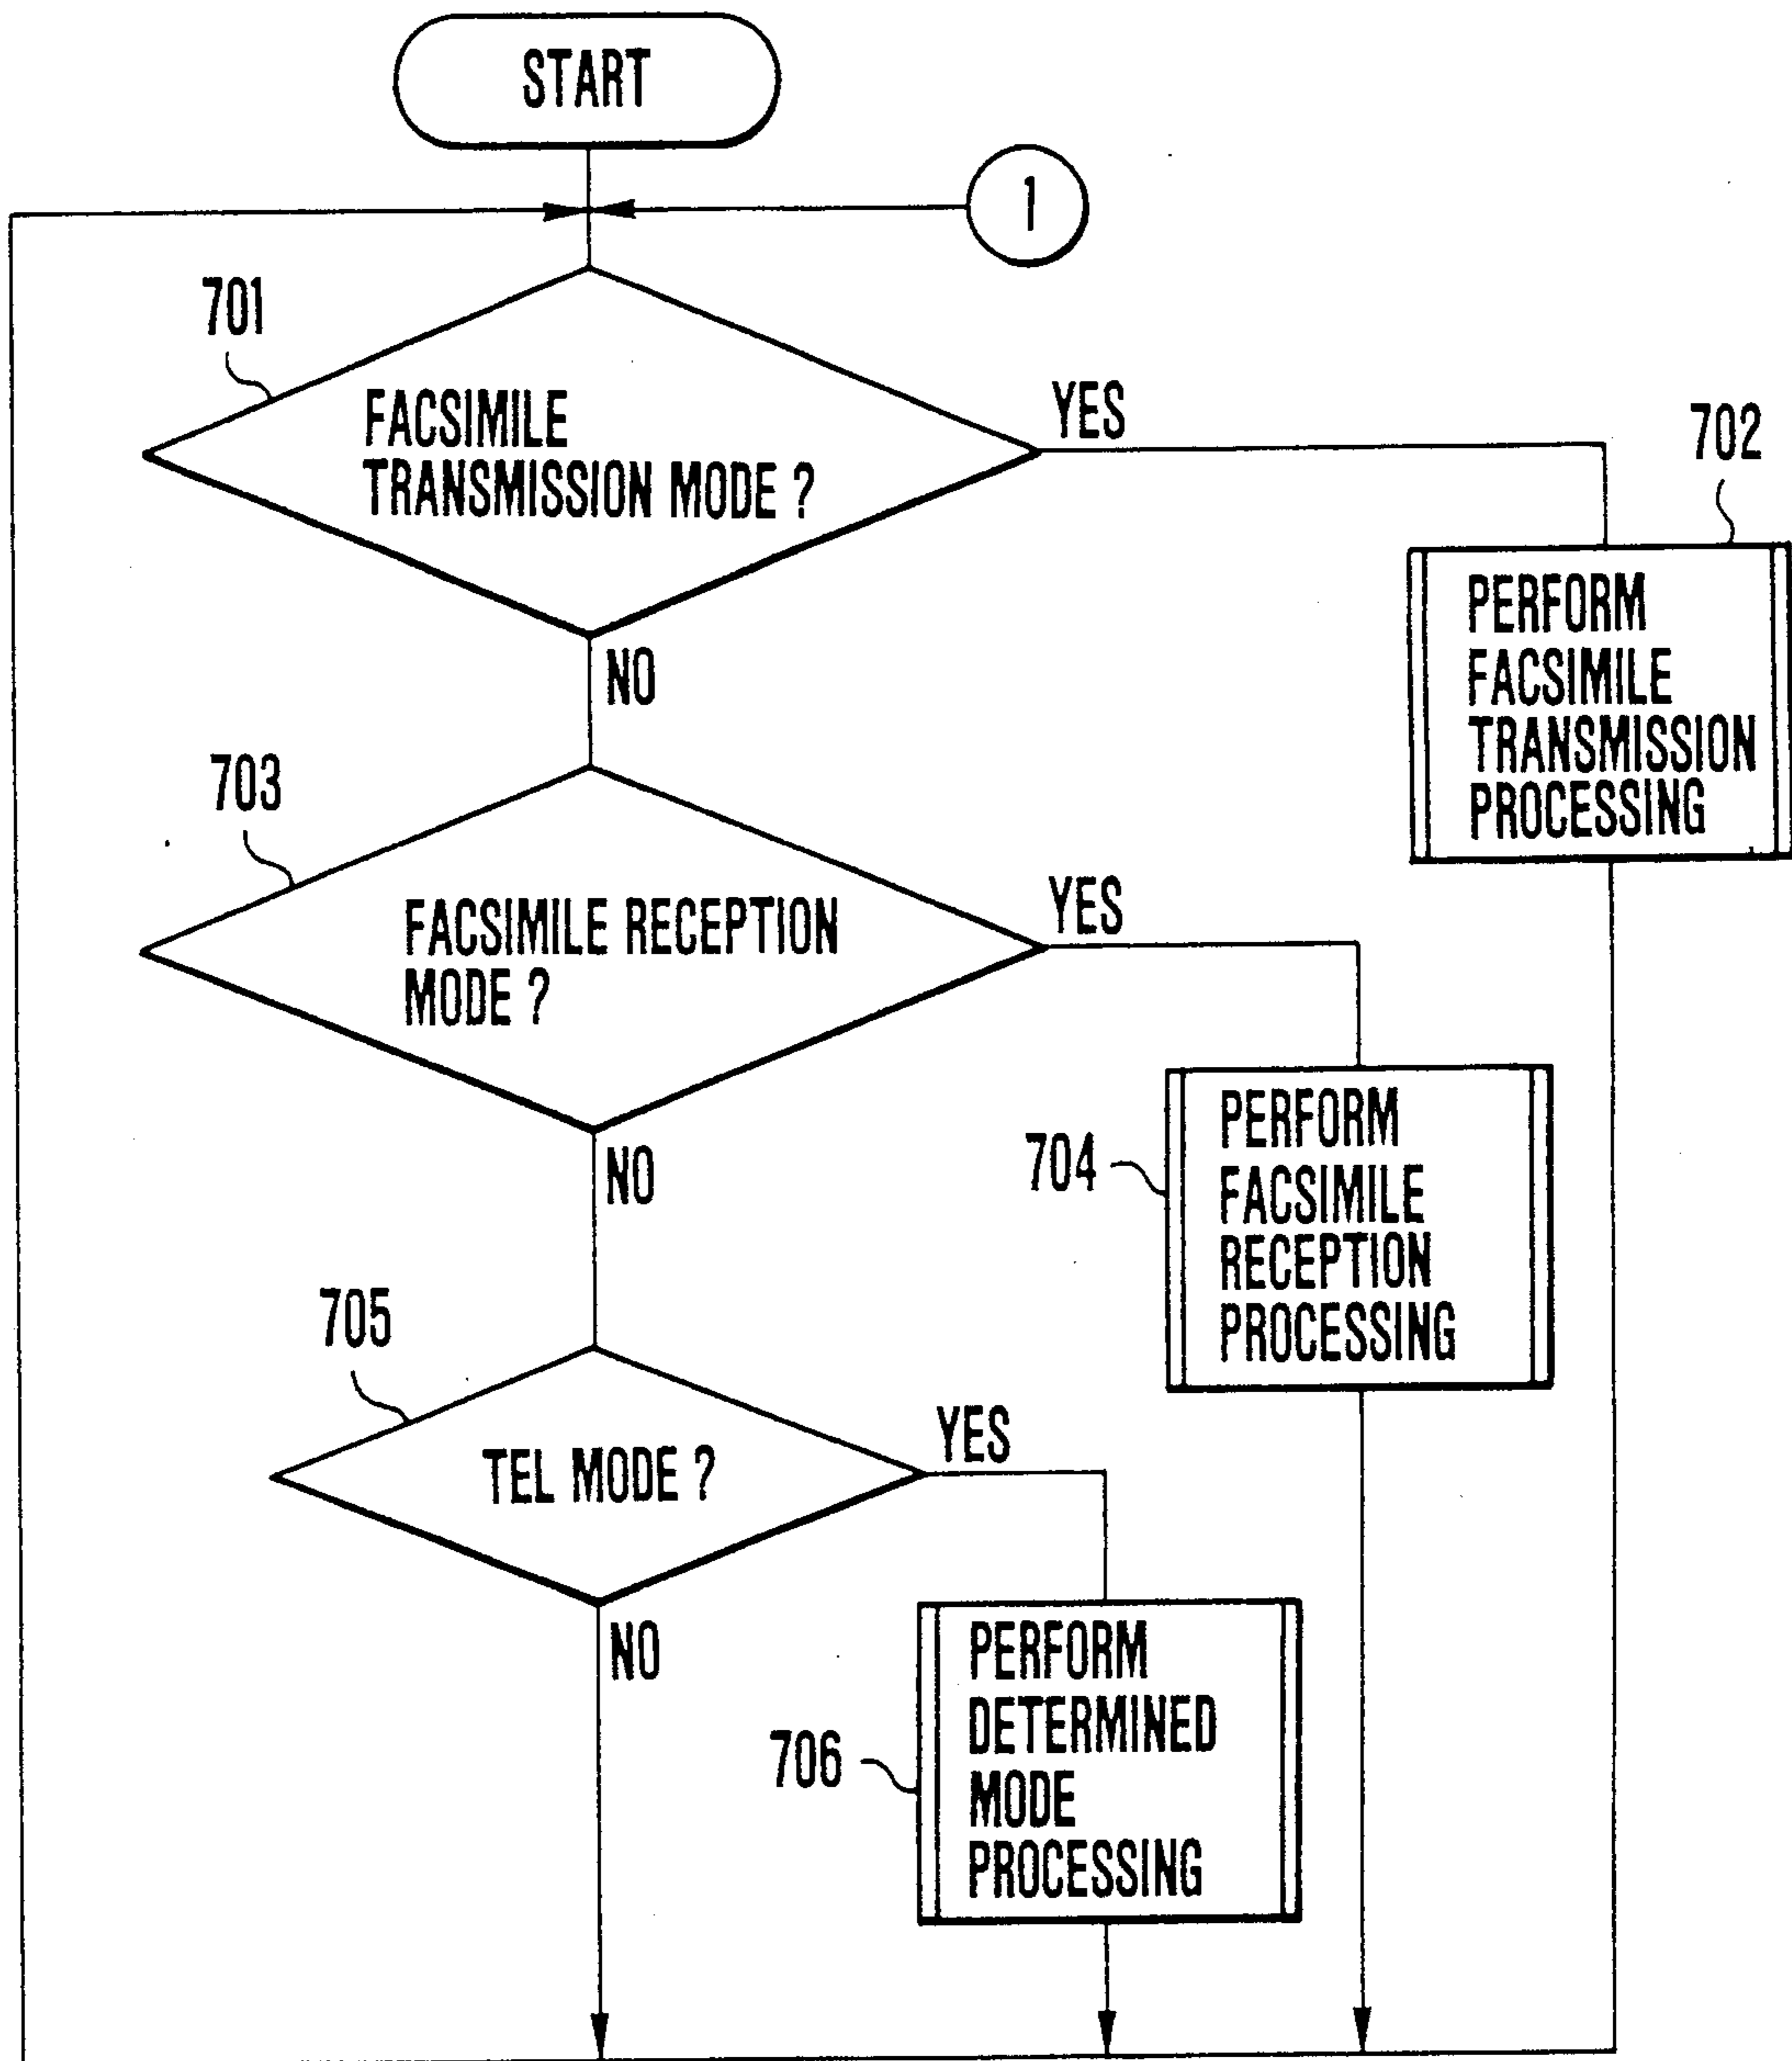 START
1
701
FACSIMILE
TRANSMISSION MODE ?
YES
702
PERFORM
FACSIMILE
TRANSMISSION
PROCESSING
NO
703
FACSIMILE RECEPTION
MODE ?
YES
704
PERFORM
FACSIMILE
RECEPTION
PROCESSING
NO
705
TEL MODE ?
YES
706
PERFORM
DETERMINED
MODE
PROCESSING
NO